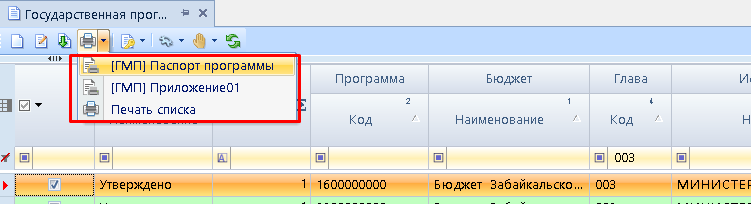 Государственная прог...
[ГМП] Паспорт программы
[ГМП] Приложение01
Печать списка
Σ
Программа
Бюджет
Глава
Код 2
Наименование 1
Код 4
003
Утверждено 1 1600000000 Бюджет Забайкальско... 003 МИНИСТЕР